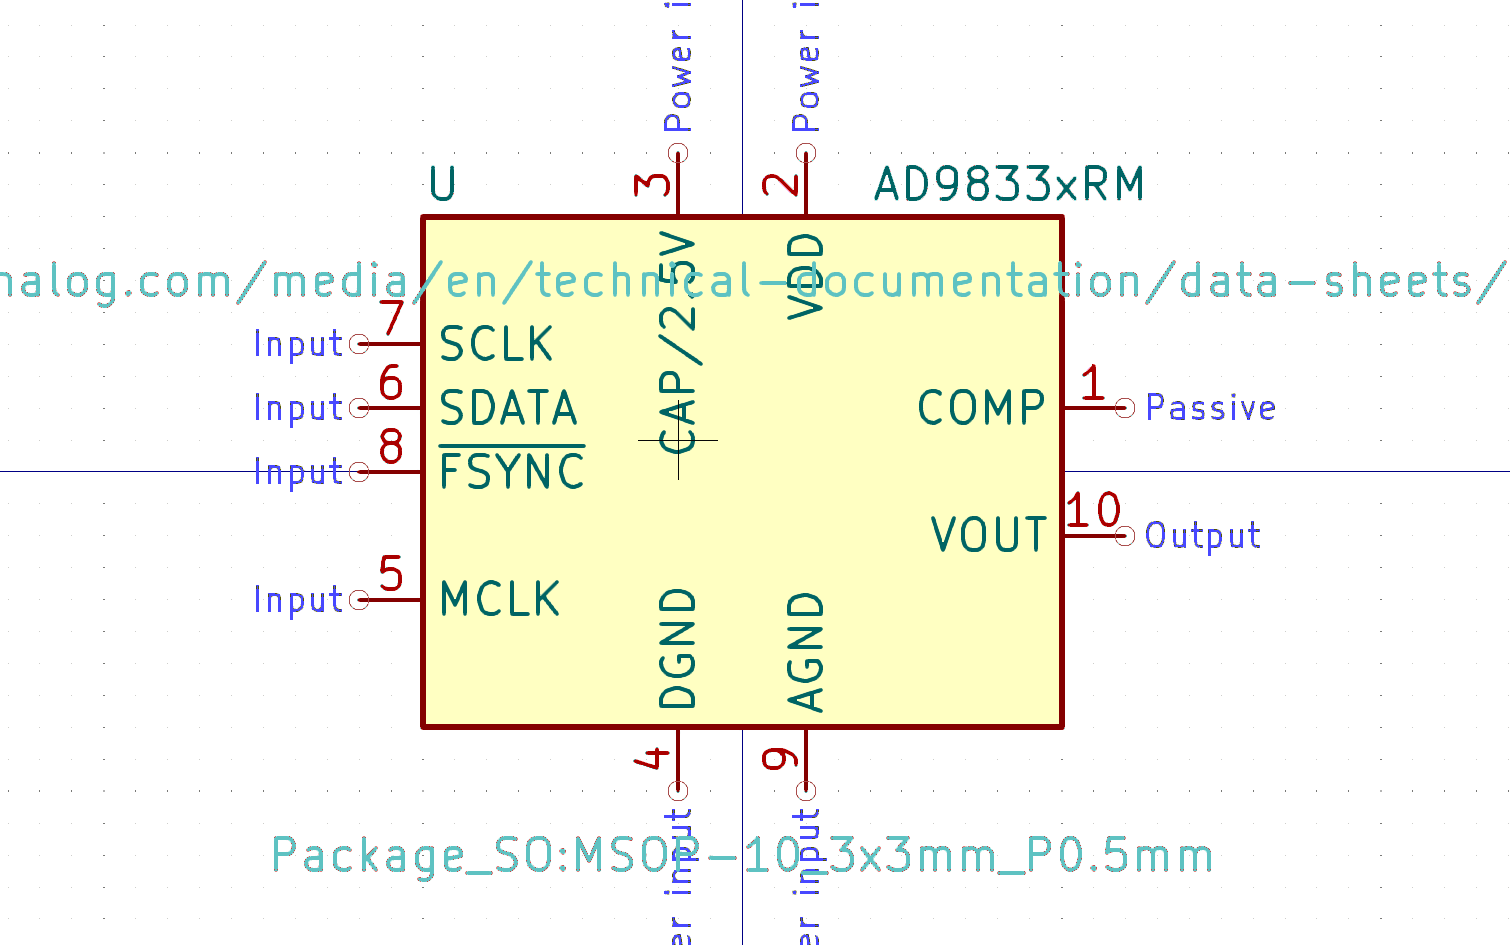 Power i
Power i
3
2
U
AD9833xRM
CAP/2.5V
VDD
nalog.com/media/en/technical-documentation/data-sheets/
7
Input
SCLK
6
Input
SDATA
1
COMP
Passive
8
Input
FSYNC
10
VOUT
Output
5
Input
MCLK
DGND
AGND
4
9
er input
er input
Package_SO:MSOP-10_3x3mm_P0.5mm